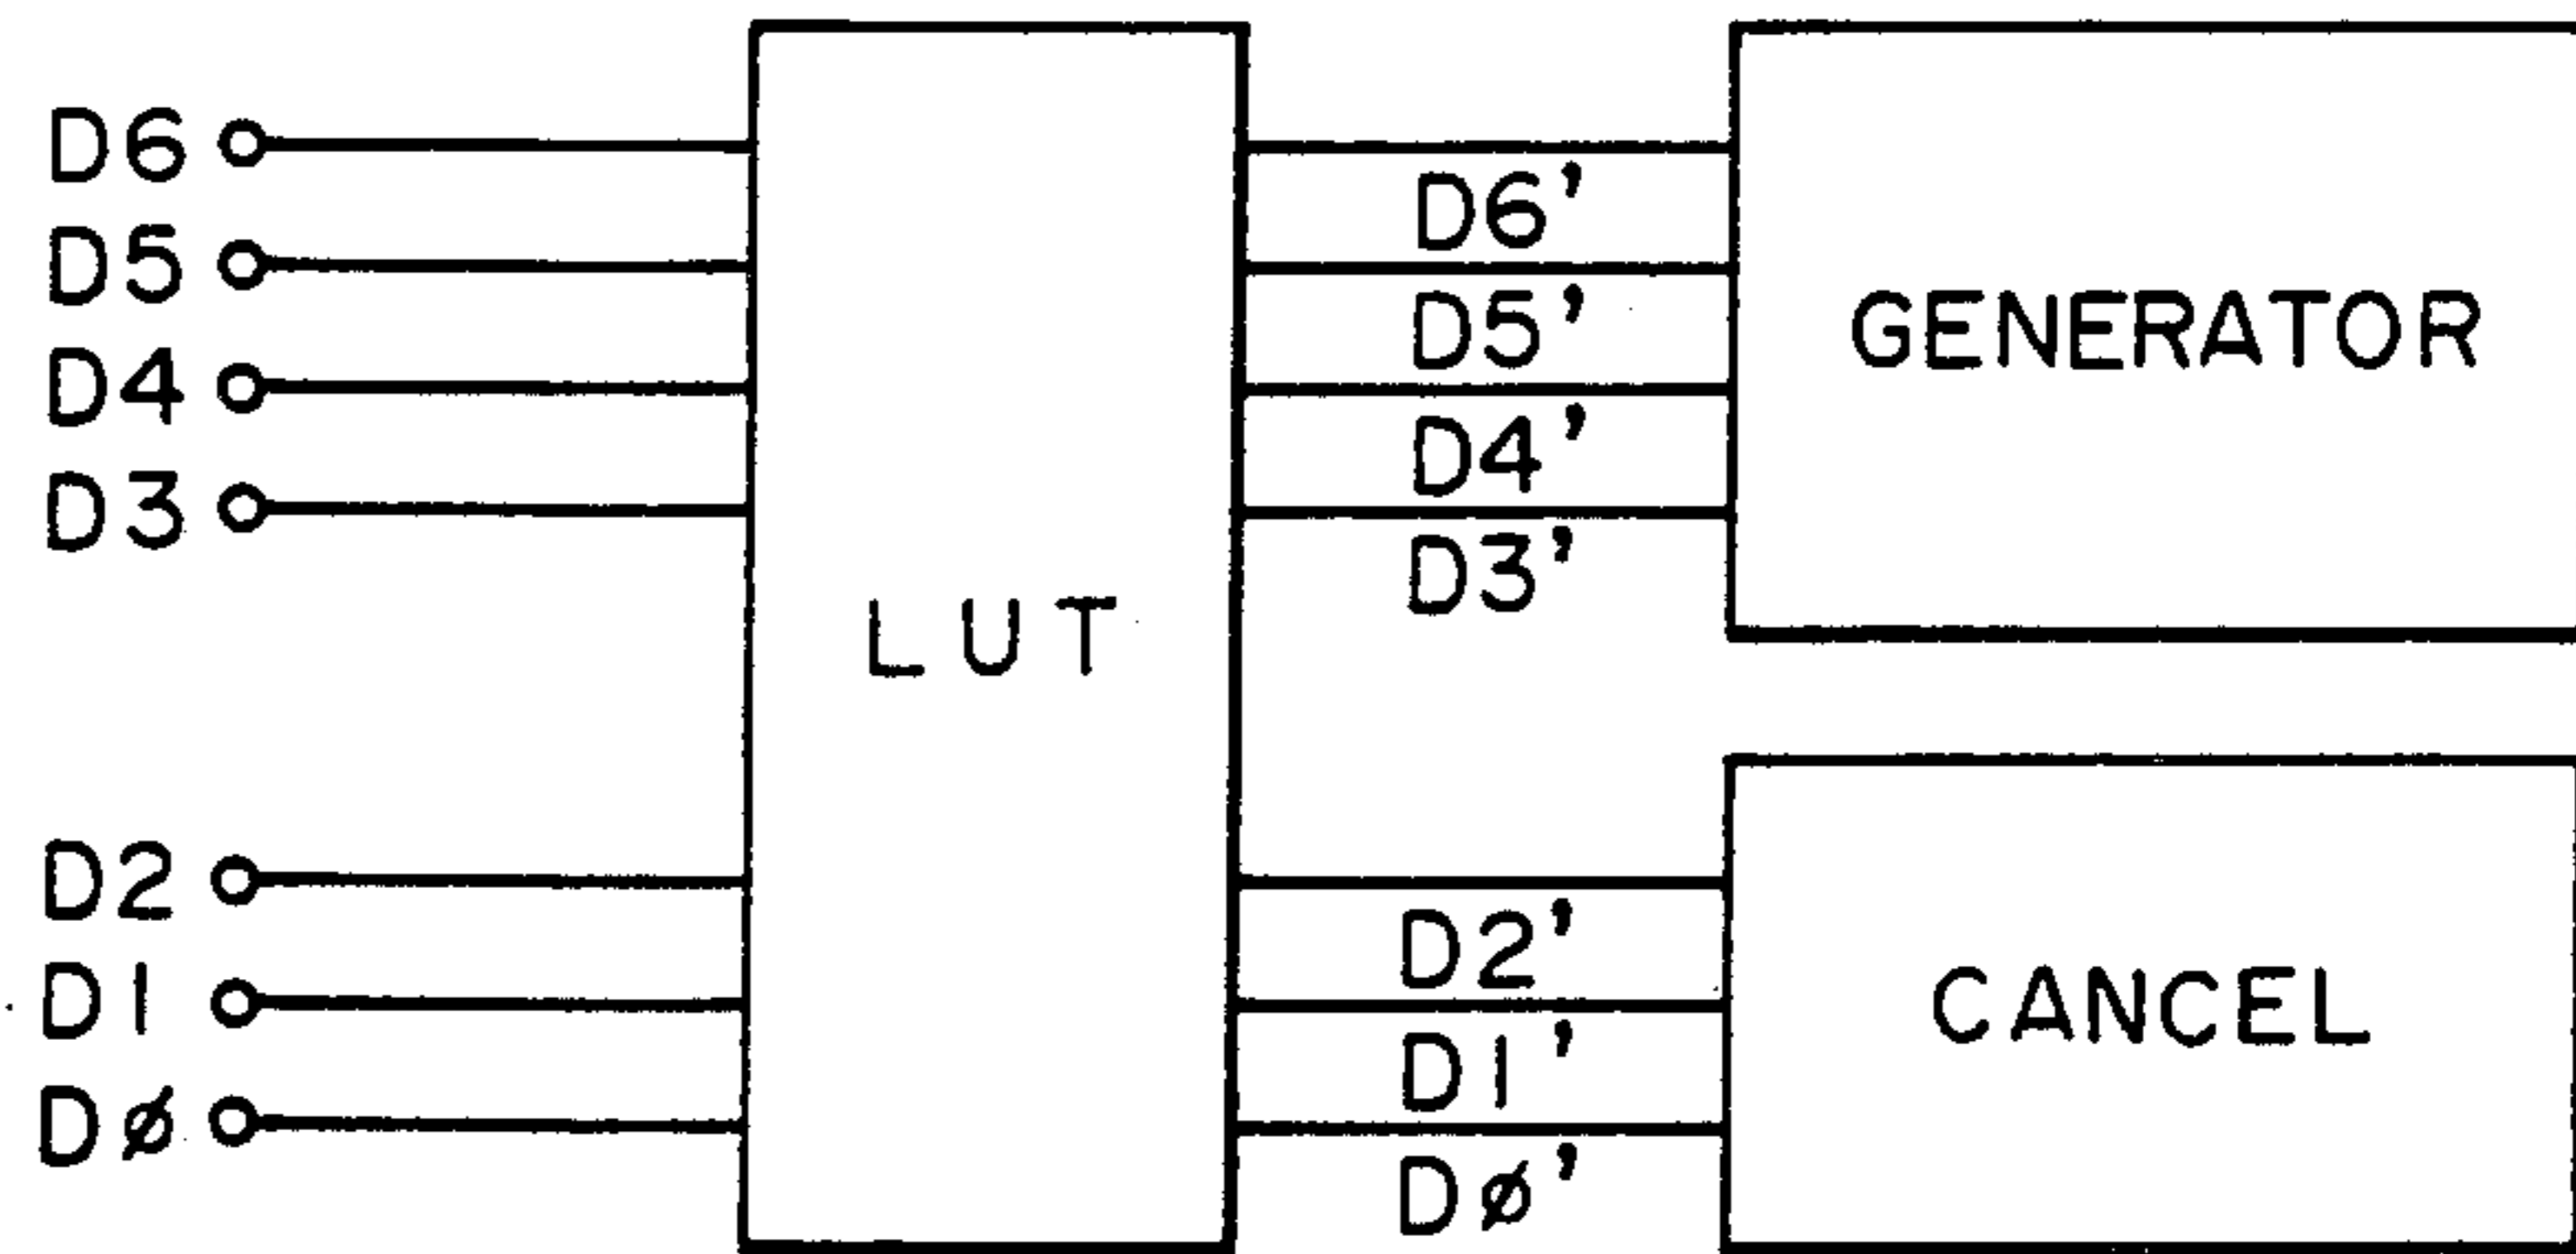 D6
D5
D4
D3
D2
D1
DØ
LUT
D6'
D5'
D4'
D3'
D2'
D1'
DØ'
GENERATOR
CANCEL